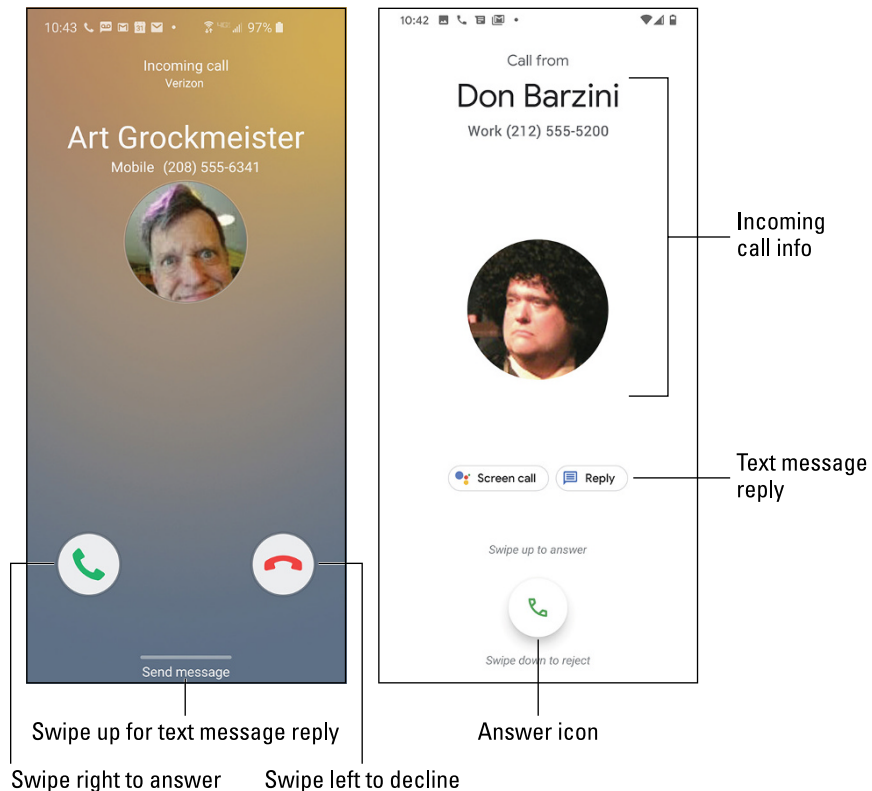 10:43
97%
Incoming call
Verizon
Art Grockmeister
Mobile (208) 555-6341
Send message
10:42
Call from
Don Barzini
Work (212) 555-5200
Screen call
Reply
Swipe up to answer
Swipe down to reject
Incoming
call info
Text message
reply
Swipe up for text message reply
Answer icon
Swipe right to answer
Swipe left to decline